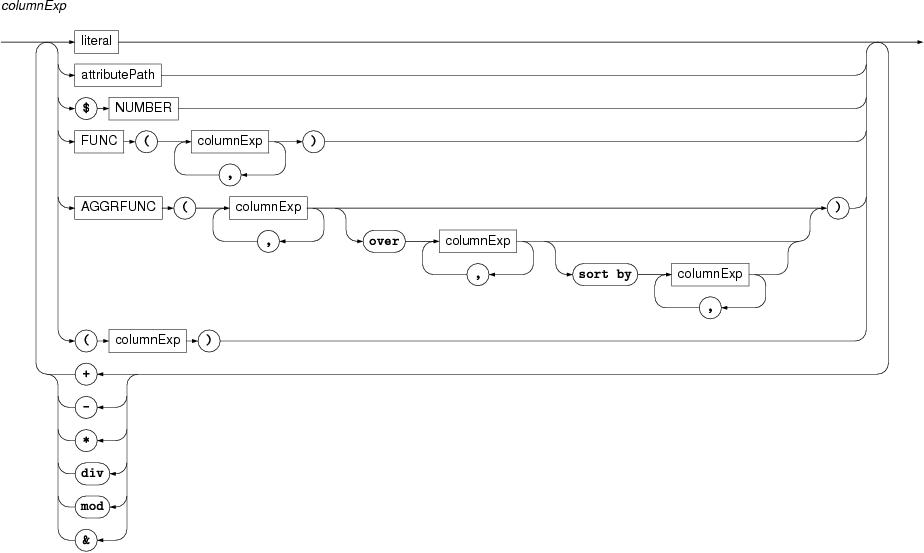 columnExp
literal
attributePath
$ NUMBER
FUNC ( columnExp )
,
AGGRFUNC ( columnExp )
, over columnExp
, sort by columnExp
,
( columnExp )
+
-
*
div
mod
&